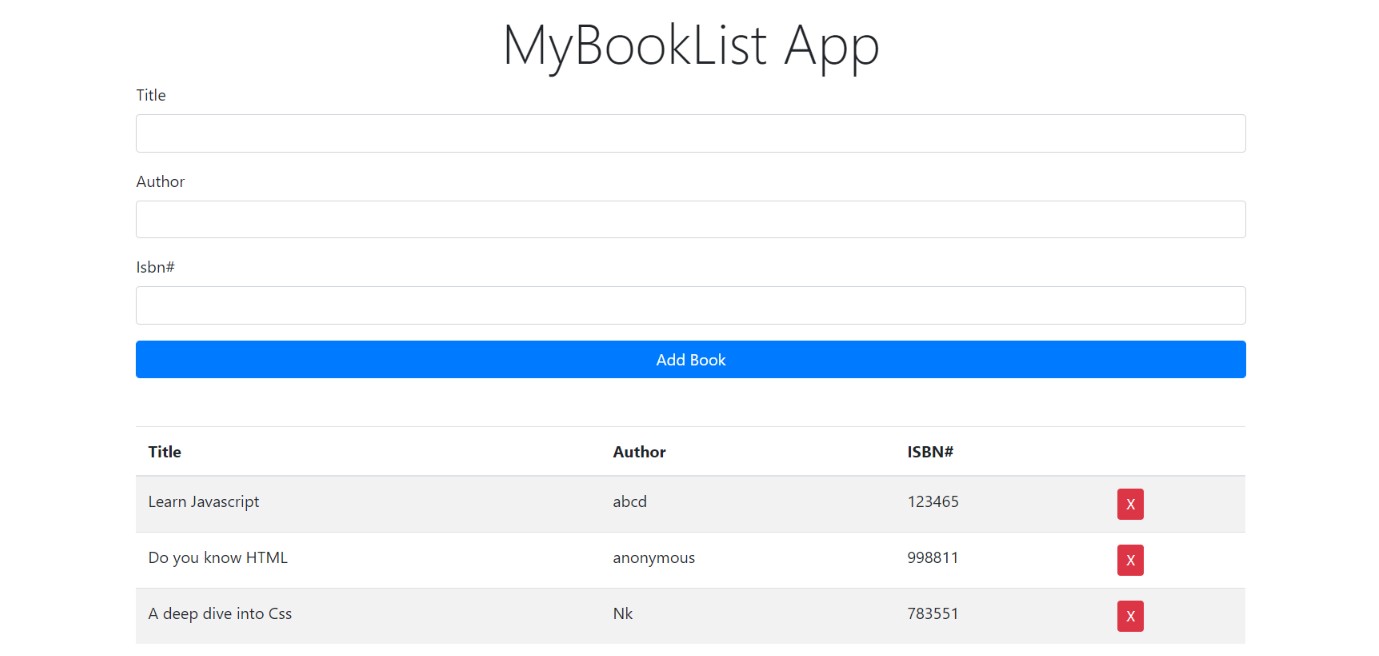 MyBookList App
Title
Author
Isbn#
Add Book
Title Author ISBN#
Learn Javascript abcd 123465 X
Do you know HTML anonymous 998811 X
A deep dive into Css Nk 783551 X